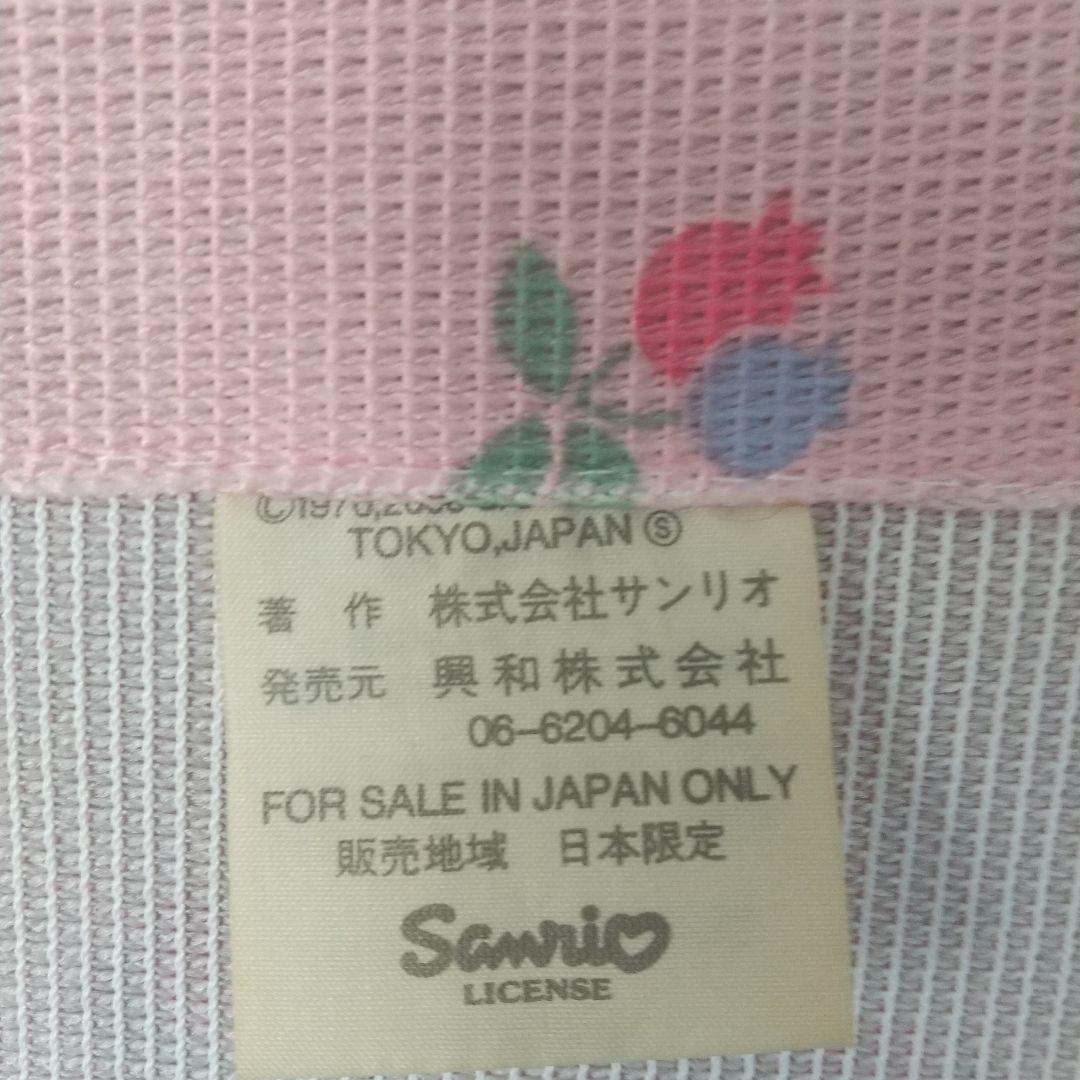 TOKYO,JAPAN Ⓢ
著 作 株式会社サンリオ
発売元 興和株式会社
06-6204-6044
FOR SALE IN JAPAN ONLY
販売地域 日本限定
Sanrio
LICENSE